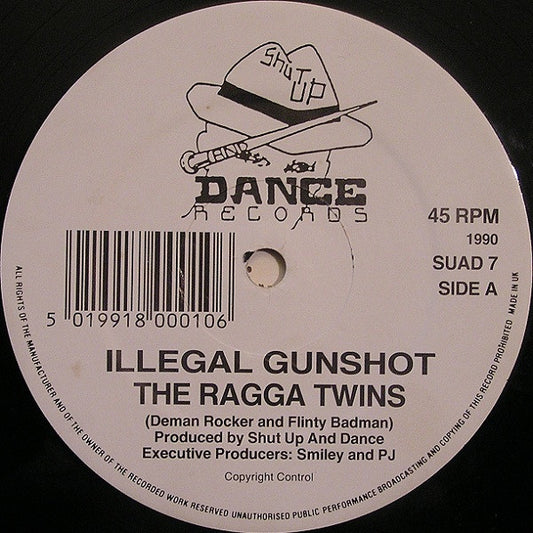 SHUT
UP
AND
DANCE
RECORDS
45 RPM
1990
SUAD 7
SIDE A
5 019918 000106
ILLEGAL GUNSHOT
THE RAGGA TWINS
(Deman Rocker and Flinty Badman)
Produced by Shut Up And Dance
Executive Producers: Smiley and PJ
Copyright Control
ALL RIGHTS OF THE MANUFACTURER AND OF THE OWNER OF THE RECORDED WORK RESERVED UNAUTHORISED PUBLIC PERFORMANCE BROADCASTING AND COPYING OF THIS RECORD PROHIBITED MADE IN UK